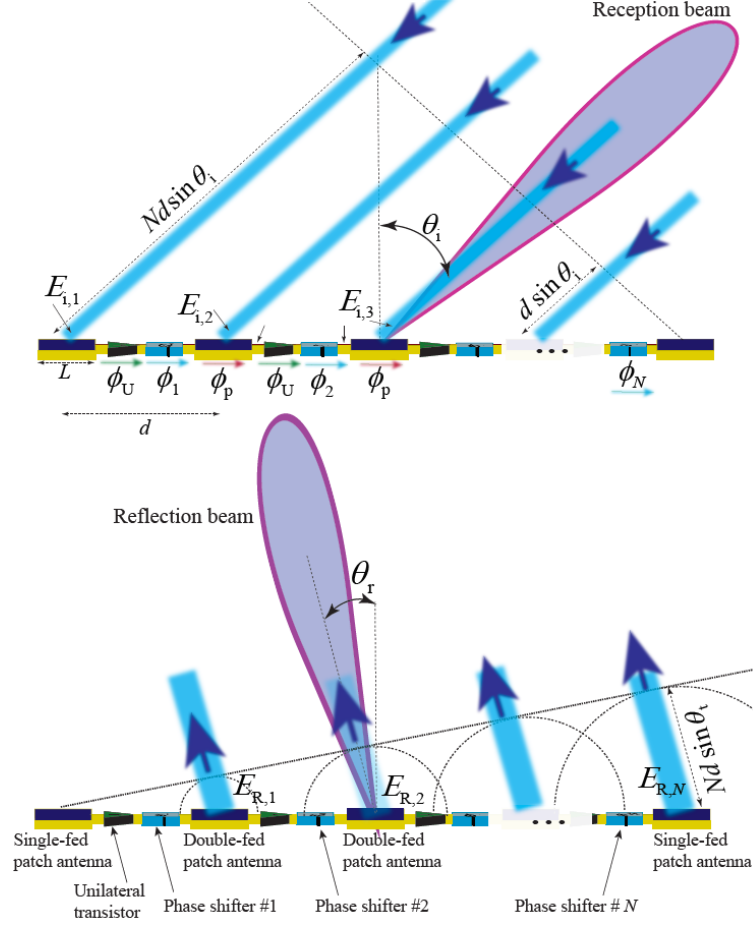 Reception beam
Nd sin θi
θi
d sin θi
Ei,1
Ei,2
Ei,3
L
ϕU
ϕ1
ϕp
ϕU
ϕ2
ϕp
ϕN
d
Reflection beam
θr
Nd sin θt
ER,1
ER,2
ER,N
Single-fed
patch antenna
Double-fed
patch antenna
Double-fed
patch antenna
Single-fed
patch antenna
Unilateral
transistor
Phase shifter #1
Phase shifter #2
Phase shifter # N